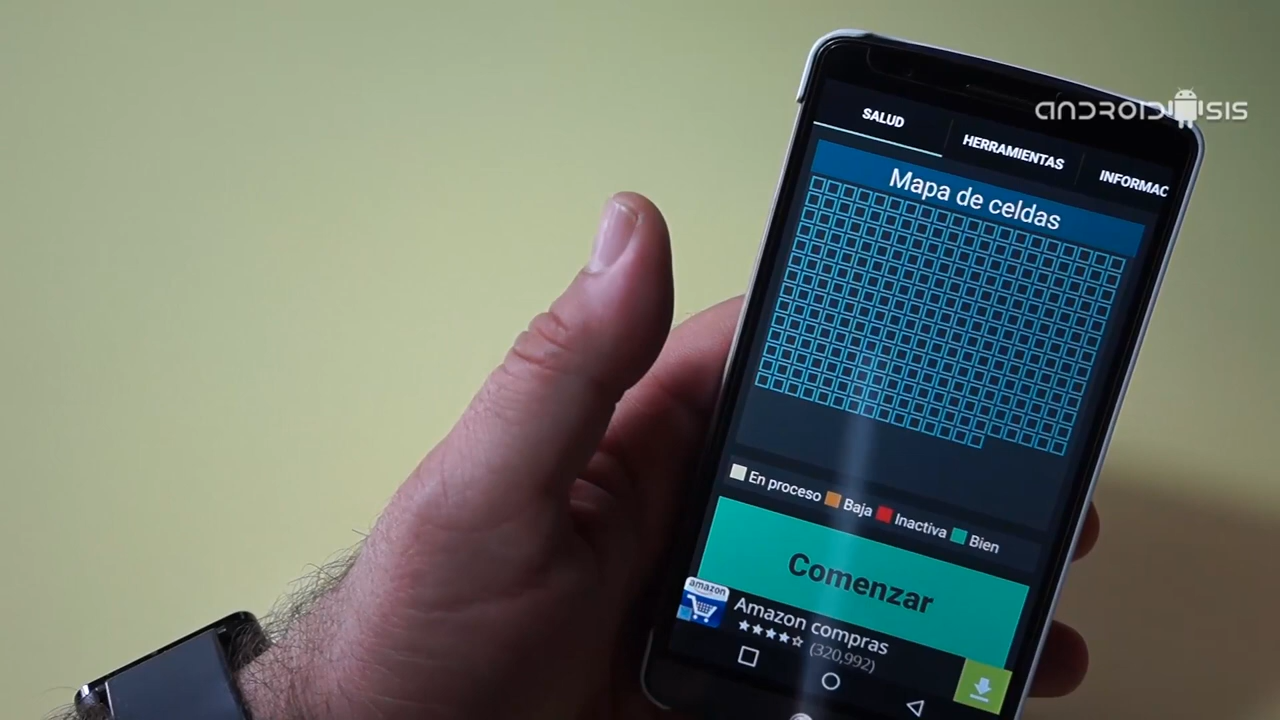 ANDROIDSIS
SALUD
HERRAMIENTAS
INFORMAC
Mapa de celdas
En proceso Baja Inactiva Bien
Comenzar
amazon
Amazon compras
(320,992)